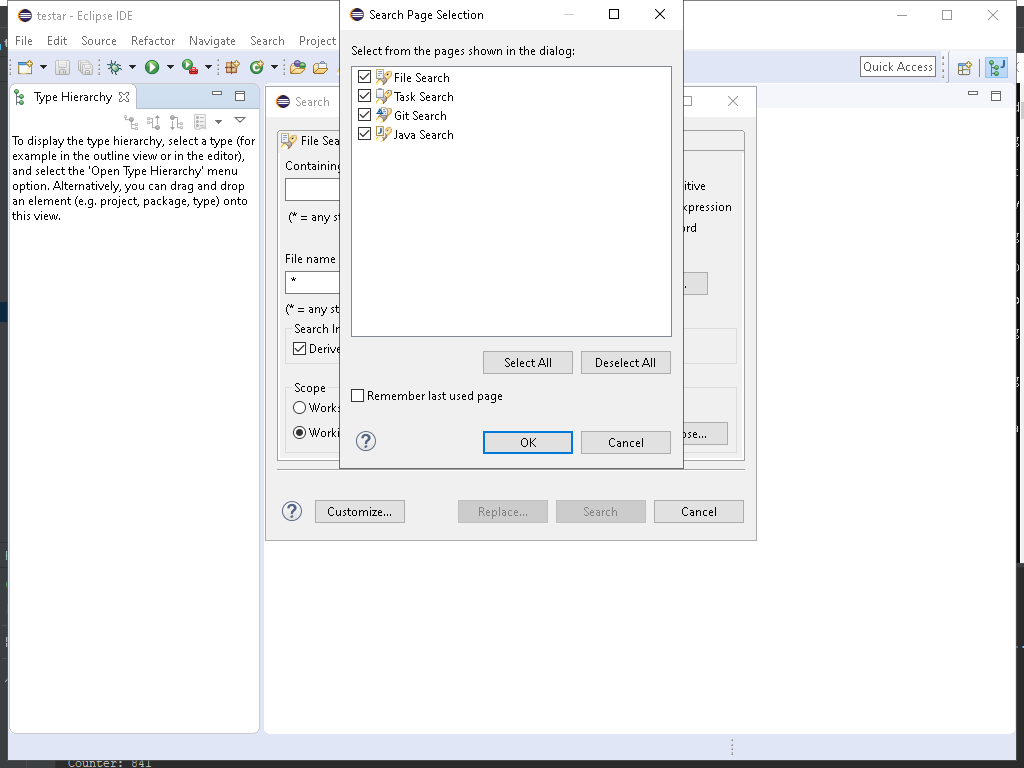 testar - Eclipse IDE
File Edit Source Refactor Navigate Search Project
Quick Access
Type Hierarchy
To display the type hierarchy, select a type (for
example in the outline view or in the editor),
and select the 'Open Type Hierarchy' menu
option. Alternatively, you can drag and drop
an element (e.g. project, package, type) onto
this view.
Search
File Sea
Containing
(* = any st
File name
*
(* = any st
Search In
Derive
Scope
Works
Worki
itive
xpression
ord
ose...
Customize...
Replace...
Search
Cancel
Search Page Selection
Select from the pages shown in the dialog:
File Search
Task Search
Git Search
Java Search
Select All
Deselect All
Remember last used page
OK
Cancel
Counter: 841